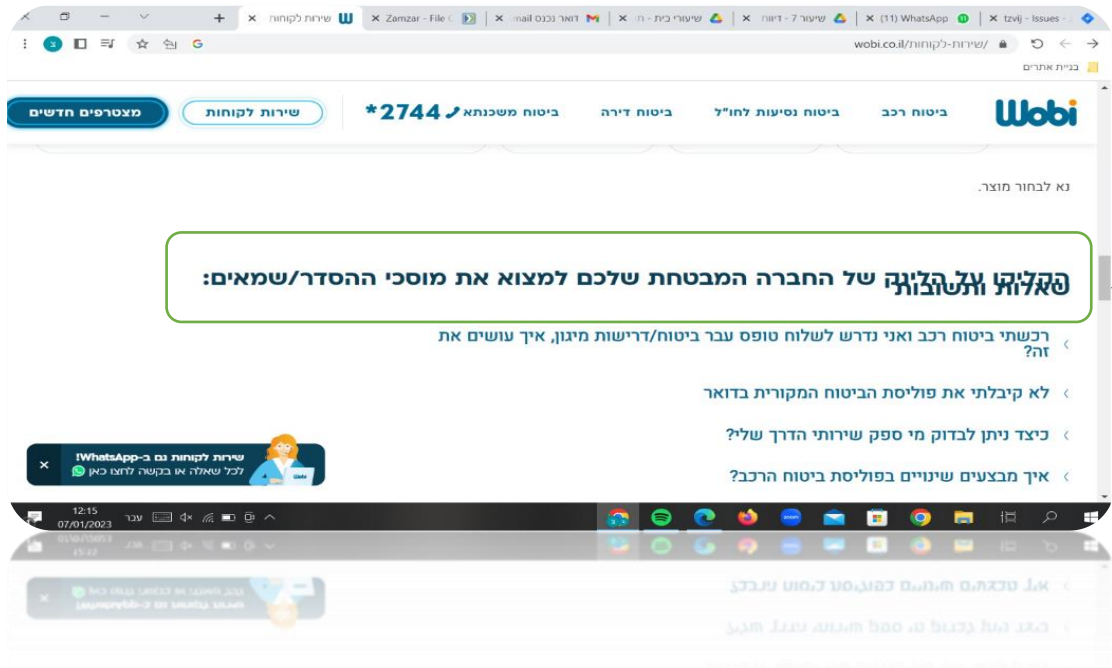 שירות לקוחות
Zamzar - File C
דואר נכנס mail
שיעורי בית - ת
שיעור 7 - דיווח
(11) WhatsApp
tzvij - Issues -
wobi.co.il/שירות-לקוחות/
בניית אתרים
Wobi
ביטוח רכב
ביטוח נסיעות לחו"ל
ביטוח דירה
ביטוח משכנתא
*2744
שירות לקוחות
מצטרפים חדשים
נא לבחור מוצר.
הקליקו על הלינק של החברה המבטחת שלכם למצוא את מוסכי ההסדר/שמאים:
שאלות ותשובות
רכשתי ביטוח רכב ואני נדרש לשלוח טופס עבר ביטוח/דרישות מיגון, איך עושים את
זה?
לא קיבלתי את פוליסת הביטוח המקורית בדואר
כיצד ניתן לבדוק מי ספק שירותי הדרך שלי?
איך מבצעים שינויים בפוליסת ביטוח הרכב?
שירות לקוחות גם ב-WhatsApp!
לכל שאלה או בקשה לחצו כאן
12:15
עבר
07/01/2023